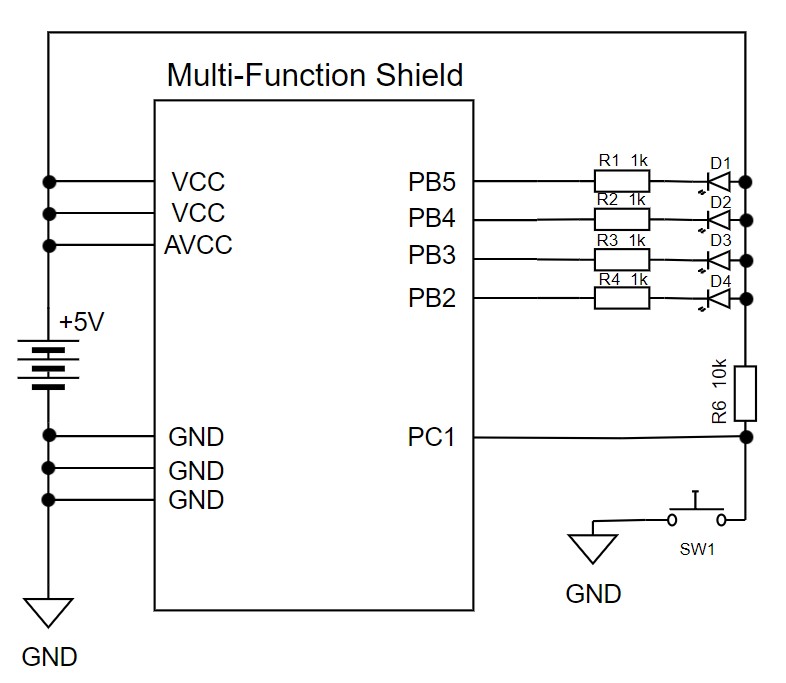 Multi-Function Shield
VCC
VCC
AVCC
+5V
GND
GND
GND
GND
PB5
PB4
PB3
PB2
PC1
R1 1k
D1
R2 1k
D2
R3 1k
D3
R4 1k
D4
R6 10k
SW1
GND